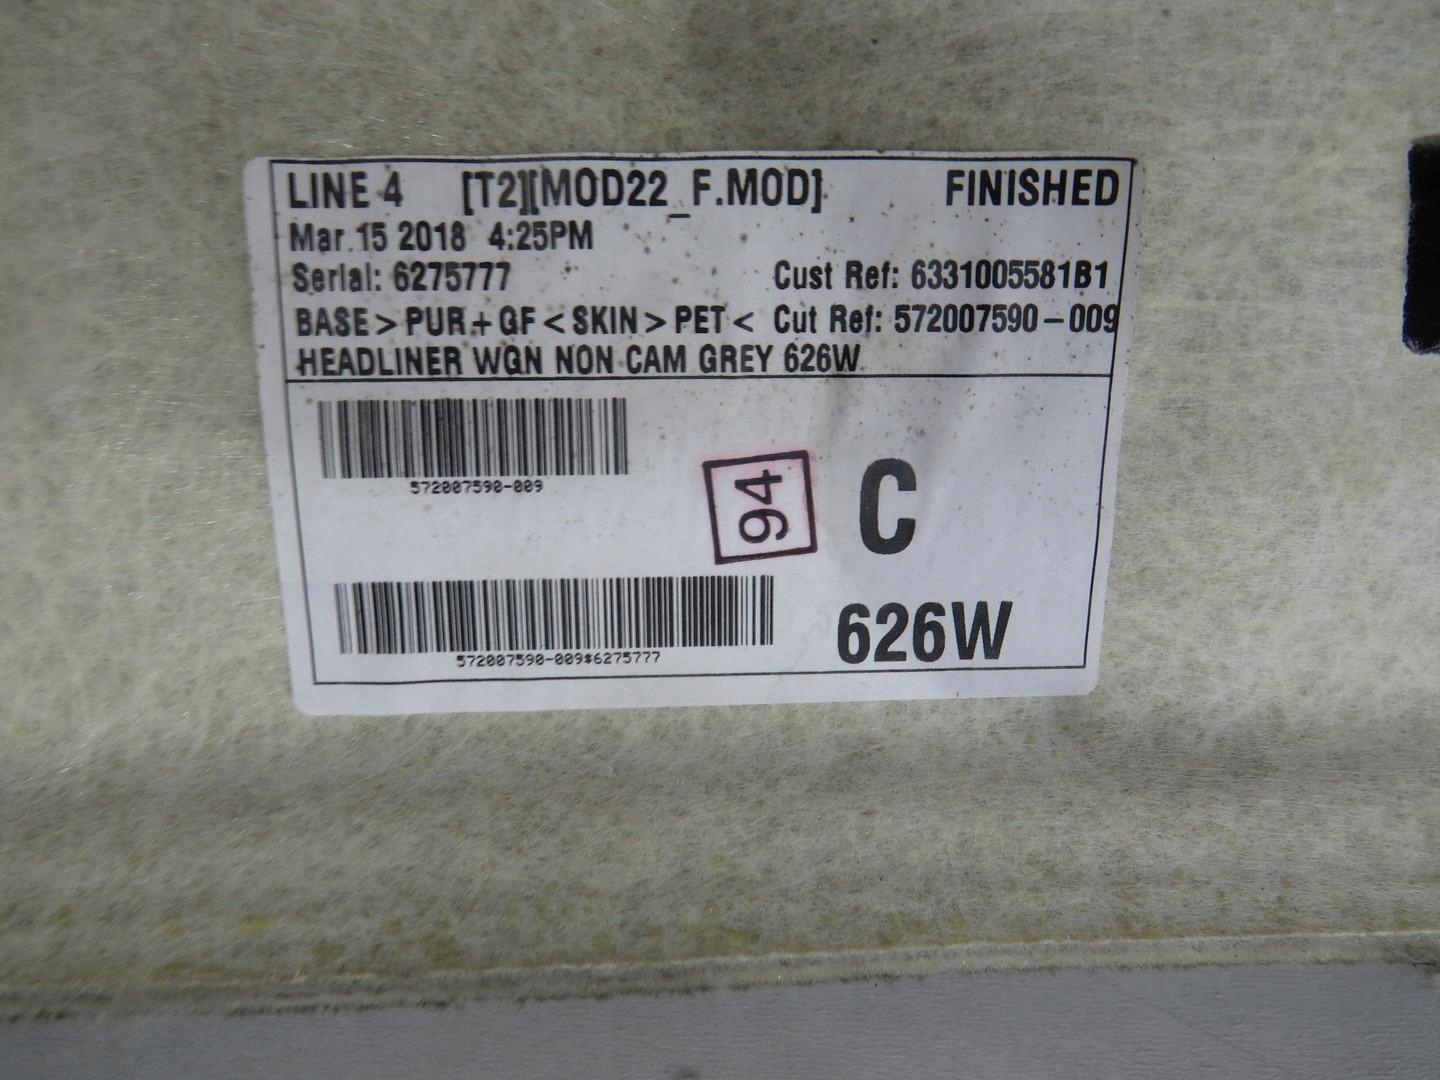 LINE 4 [T2][MOD22_F.MOD] FINISHED
Mar 15 2018 4:25PM
Serial: 6275777 Cust Ref: 6331005581B1
BASE > PUR + GF < SKIN > PET < Cut Ref: 572007590-009
HEADLINER WGN NON CAM GREY 626W
572007590-009
94 C
572007590-009$6275777
626W